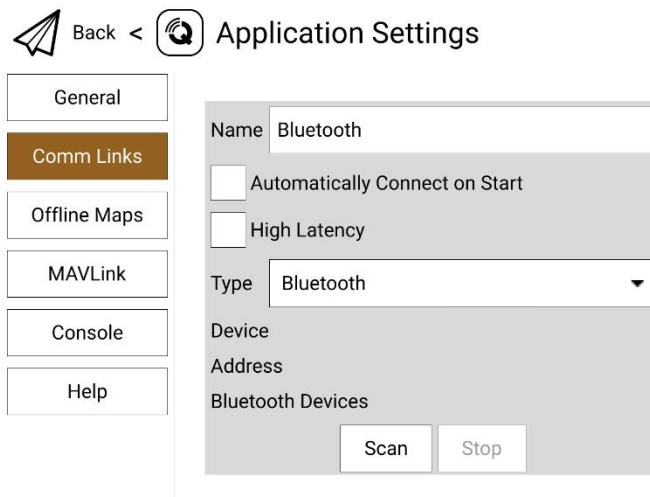 Back < Application Settings
General
Comm Links
Offline Maps
MAVLink
Console
Help
Name Bluetooth
Automatically Connect on Start
High Latency
Type Bluetooth
Device
Address
Bluetooth Devices
Scan Stop